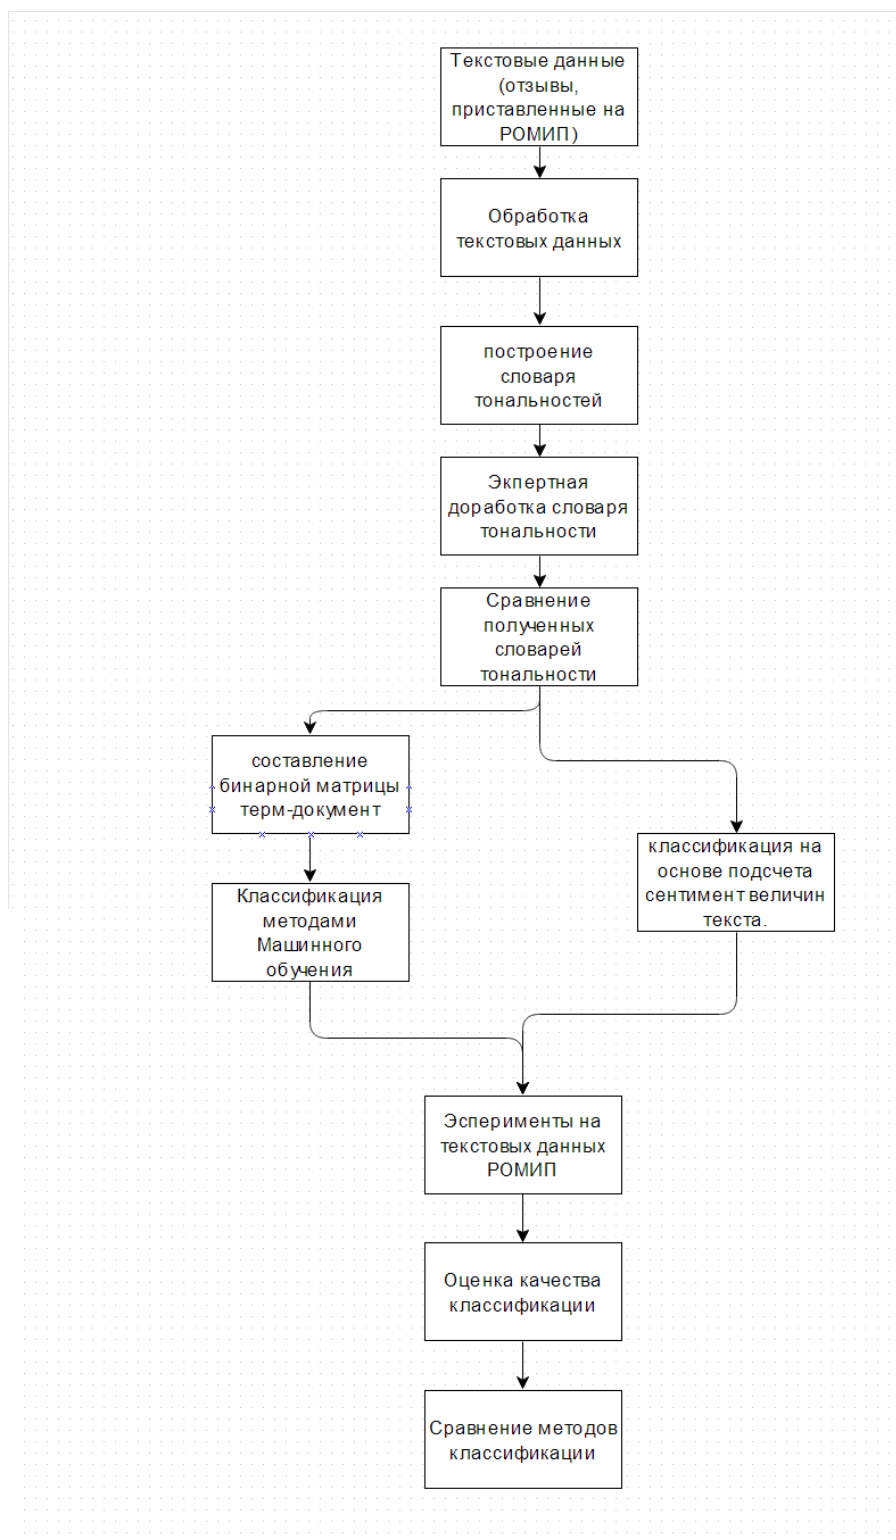 Текстовые данные
(отзывы,
приставленные на
РОМИП)
Обработка
текстовых данных
построение
словаря
тональностей
Экпертная
доработка словаря
тональности
Сравнение
полученных
словарей
тональности
составление
бинарной матрицы
терм-документ
классификация на
основе подсчета
сентимент величин
текста.
Классификация
методами
Машинного
обучения
Эсперименты на
текстовых данных
РОМИП
Оценка качества
классификации
Сравнение методов
классификации